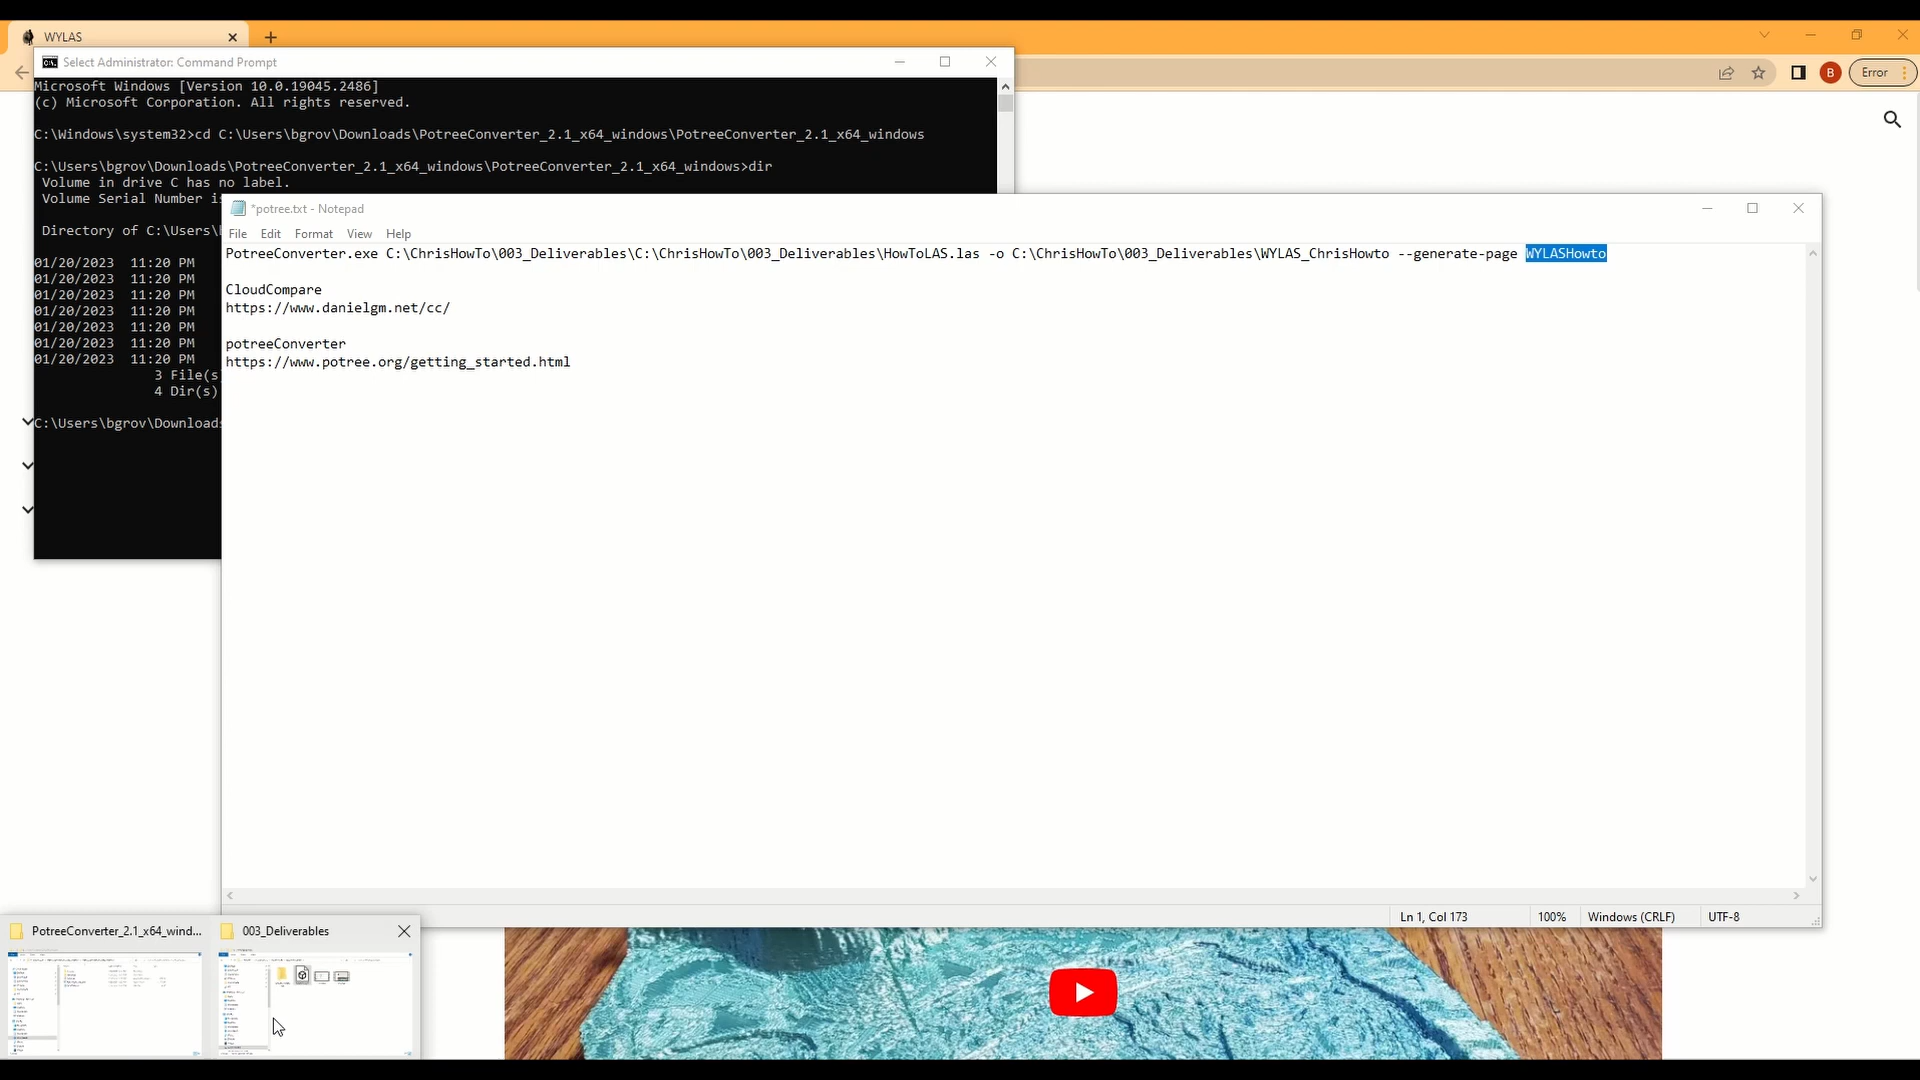 WYLAS
Select Administrator: Command Prompt
Error
B
Microsoft Windows [Version 10.0.19045.2486]
(c) Microsoft Corporation. All rights reserved.
C:\Windows\system32>cd C:\Users\bgrov\Downloads\PotreeConverter_2.1_x64_windows\PotreeConverter_2.1_x64_windows
C:\Users\bgrov\Downloads\PotreeConverter_2.1_x64_windows\PotreeConverter_2.1_x64_windows>dir
Volume in drive C has no label.
Volume Serial Number is
Directory of C:\Users\b
01/20/2023 11:20 PM
01/20/2023 11:20 PM
01/20/2023 11:20 PM
01/20/2023 11:20 PM
01/20/2023 11:20 PM
01/20/2023 11:20 PM
01/20/2023 11:20 PM
3 File(s
4 Dir(s)
C:\Users\bgrov\Downloads
*potree.txt - Notepad
File Edit Format View Help
PotreeConverter.exe C:\ChrisHowTo\003_Deliverables\C:\ChrisHowTo\003_Deliverables\HowToLAS.las -o C:\ChrisHowTo\003_Deliverables\WYLAS_ChrisHowto --generate-page WYLASHowto
CloudCompare
https://www.danielgm.net/cc/
potreeConverter
https://www.potree.org/getting_started.html
Ln 1, Col 173 100% Windows (CRLF) UTF-8
PotreeConverter_2.1_x64_wind...
003_Deliverables